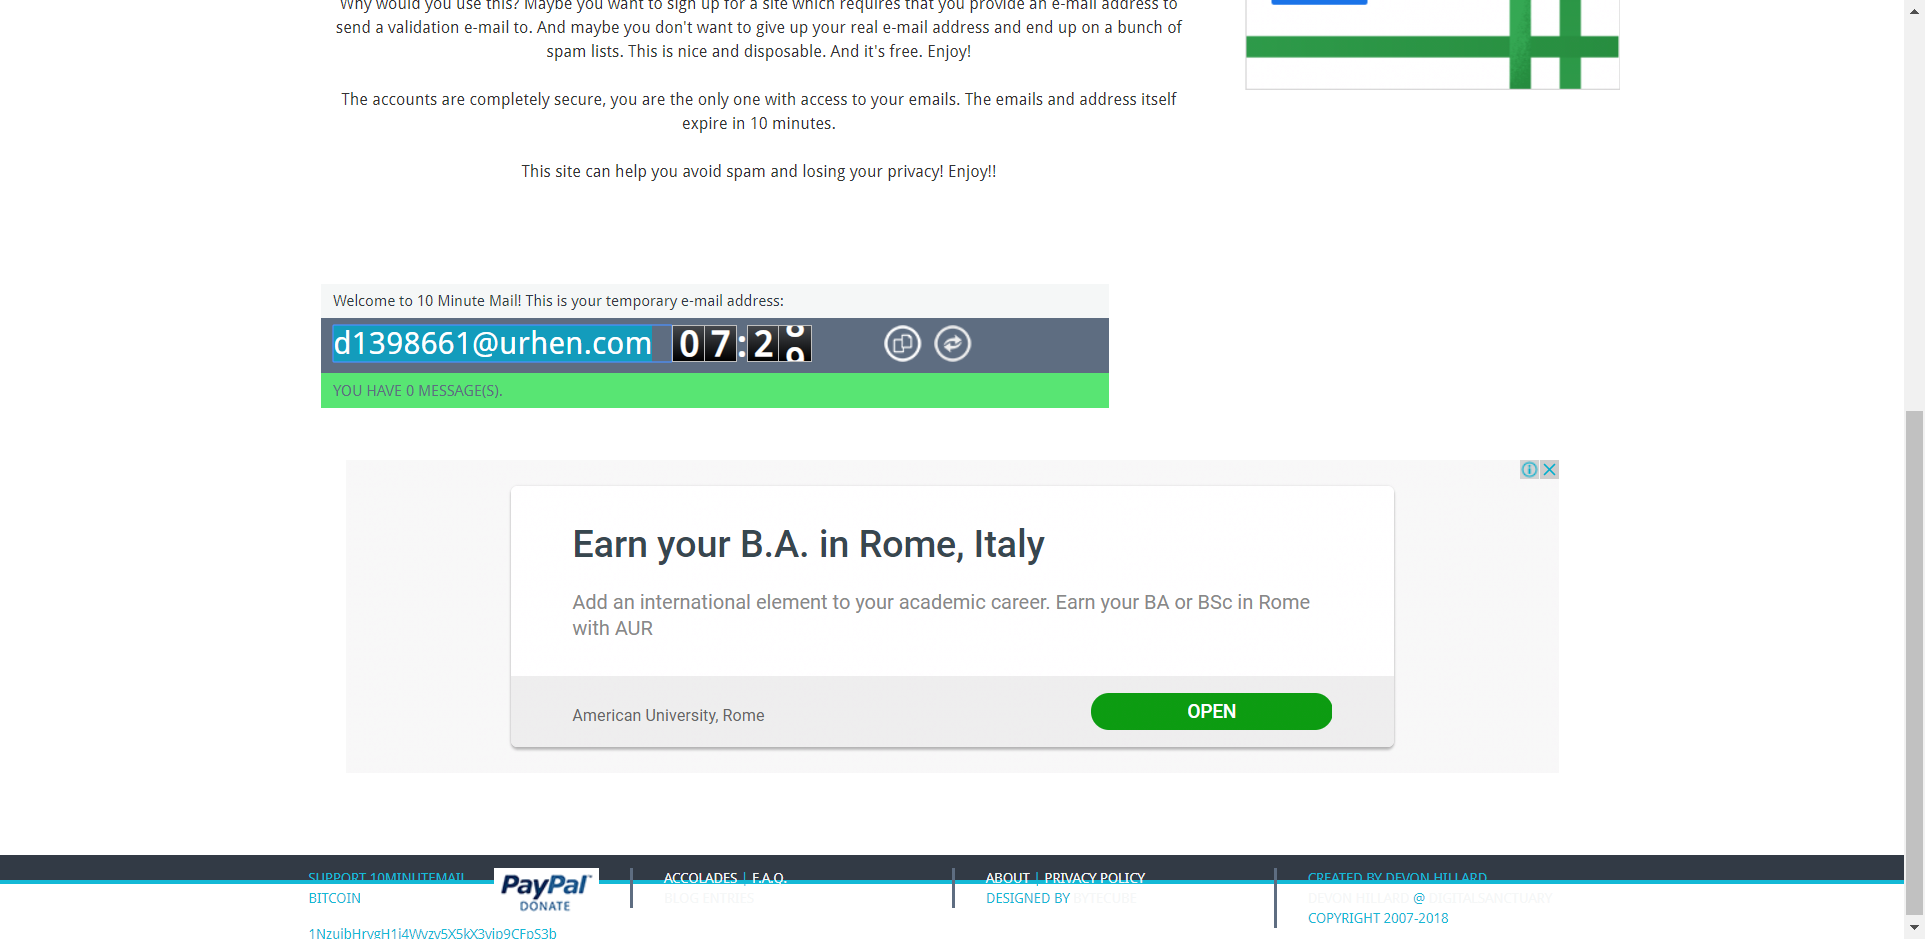 Why would you use this? Maybe you want to sign up for a site which requires that you provide an e-mail address to
send a validation e-mail to. And maybe you don't want to give up your real e-mail address and end up on a bunch of
spam lists. This is nice and disposable. And it's free. Enjoy!
The accounts are completely secure, you are the only one with access to your emails. The emails and address itself
expire in 10 minutes.
This site can help you avoid spam and losing your privacy! Enjoy!!
Welcome to 10 Minute Mail! This is your temporary e-mail address:
d1398661@urhen.com 07:2
YOU HAVE 0 MESSAGE(S).
Earn your B.A. in Rome, Italy
Add an international element to your academic career. Earn your BA or BSc in Rome
with AUR
American University, Rome
OPEN
SUPPORT 10MINUTEMAIL
BITCOIN
PayPal
DONATE
ACCOLADES | F.A.Q.
BLOG ENTRIES
ABOUT | PRIVACY POLICY
DESIGNED BY BYTECUBE
CREATED BY DEVON HILLARD
DEVON HILLARD @ DIGITALSANCTUARY
COPYRIGHT 2007-2018